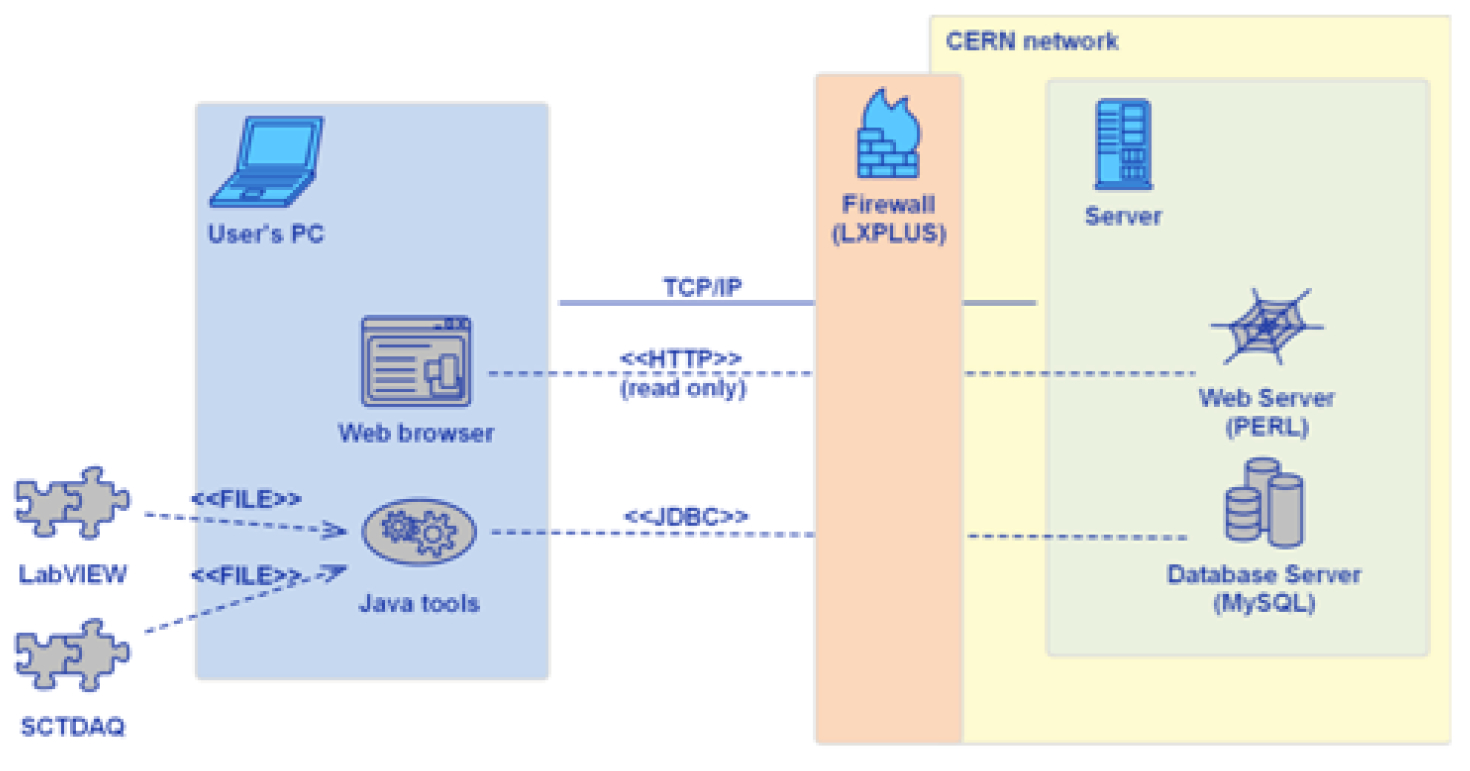 CERN network
User's PC
Firewall
(LXPLUS)
Server
TCP/IP
<<HTTP>>
(read only)
Web browser
Web Server
(PERL)
<<FILE>>
<<JDBC>>
LabVIEW
<<FILE>>
Java tools
Database Server
(MySQL)
SCTDAQ